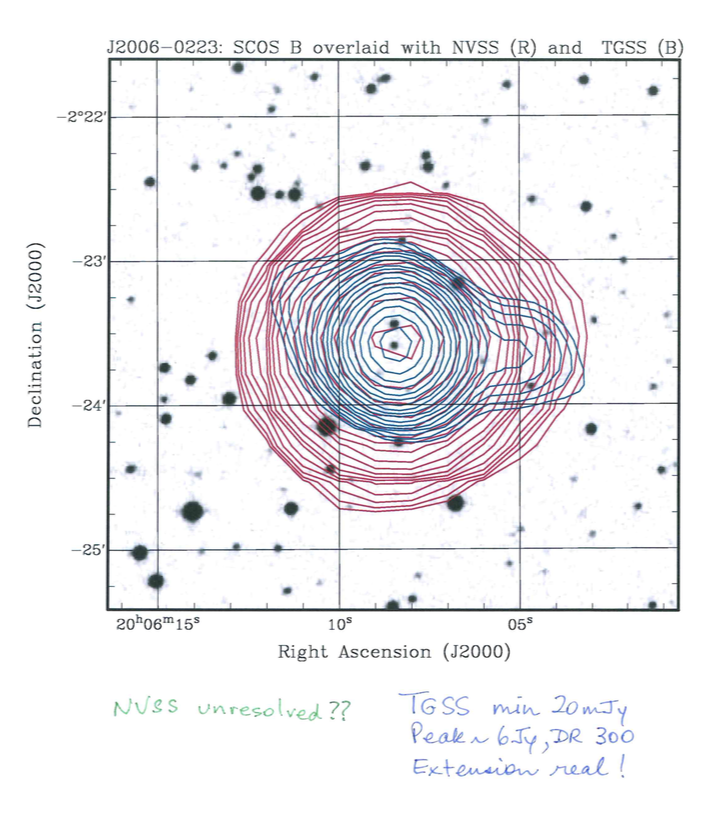 J2006-0223: SCOS B overlaid with NVSS (R) and TGSS (B)
-2°22'
-23'
-24'
-25'
Declination (J2000)
20ʰ06ᵐ15ˢ 10ˢ 05ˢ
Right Ascension (J2000)
NVSS unresolved??
TGSS min 20mJy
Peak ~ 6Jy, DR 300
Extension real!